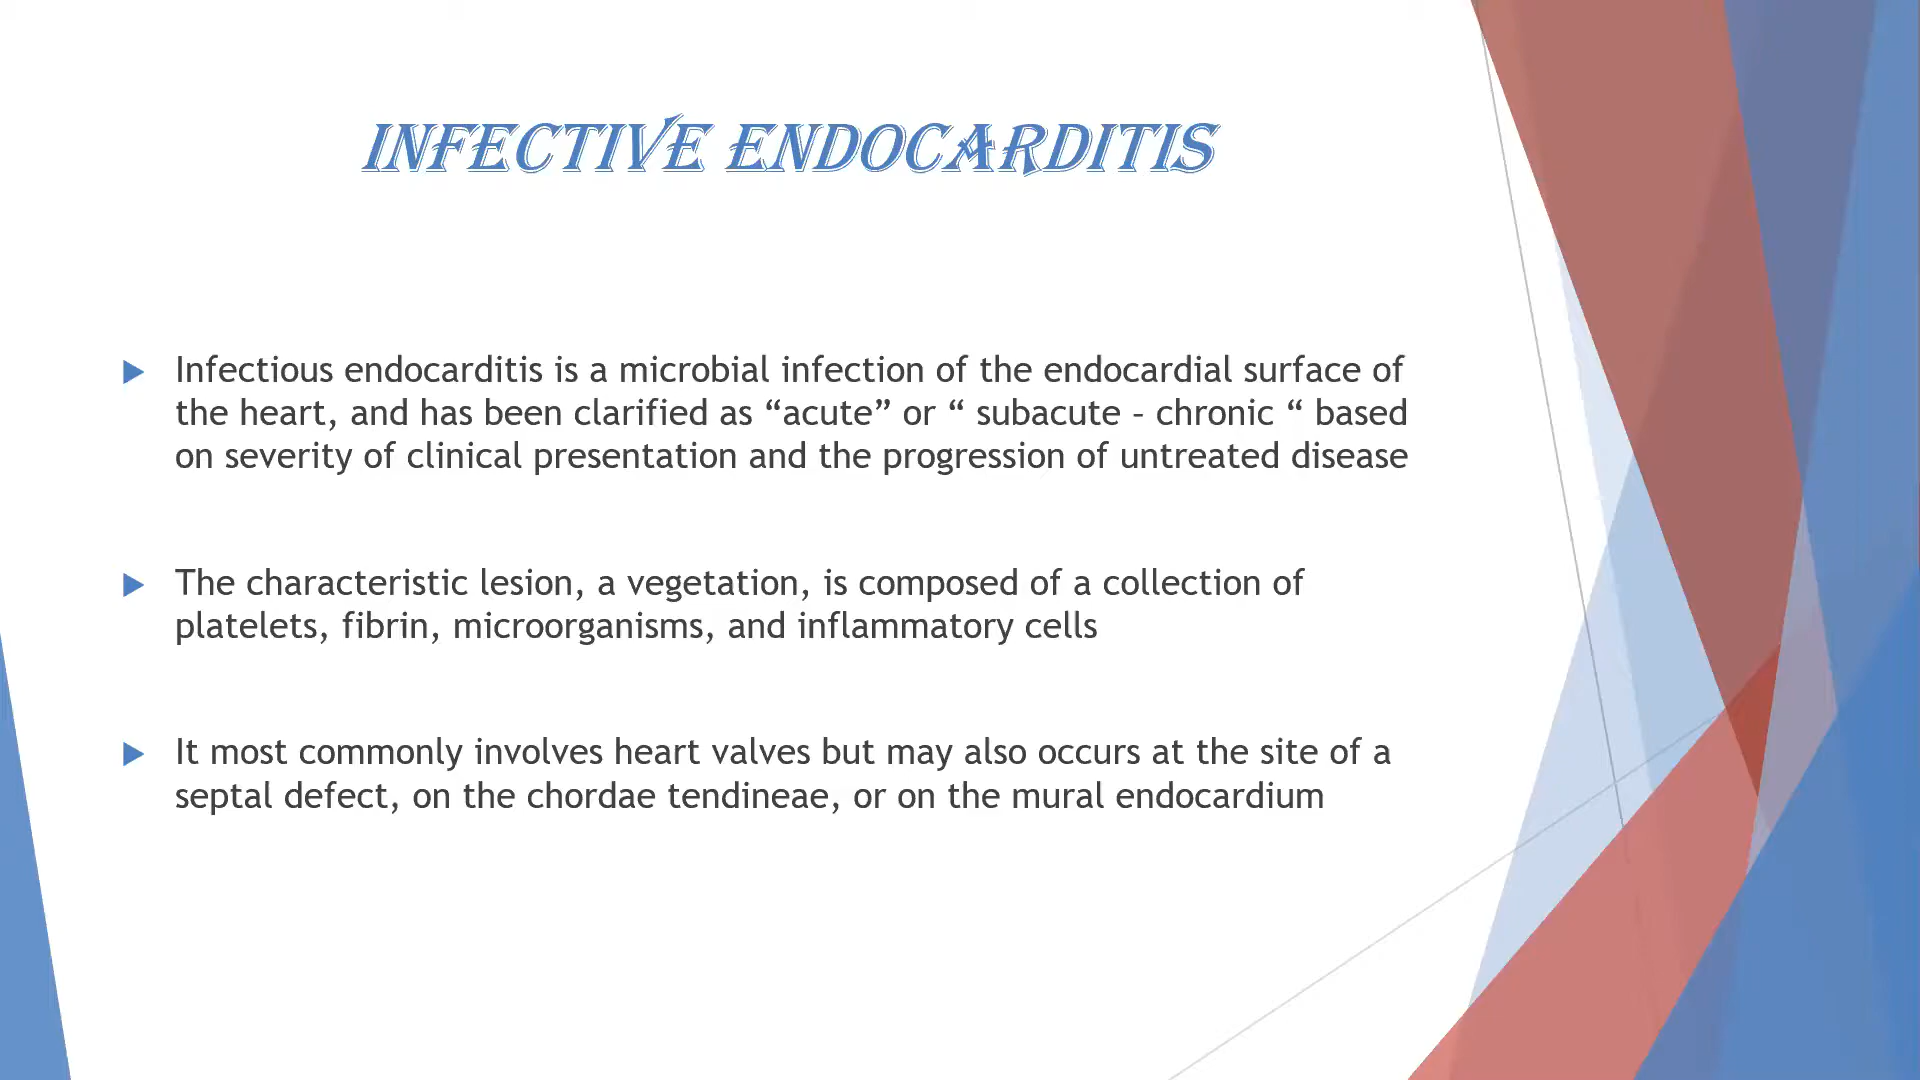 INFECTIVE ENDOCARDITIS
Infectious endocarditis is a microbial infection of the endocardial surface of
the heart, and has been clarified as “acute” or “ subacute – chronic “ based
on severity of clinical presentation and the progression of untreated disease
The characteristic lesion, a vegetation, is composed of a collection of
platelets, fibrin, microorganisms, and inflammatory cells
It most commonly involves heart valves but may also occurs at the site of a
septal defect, on the chordae tendineae, or on the mural endocardium